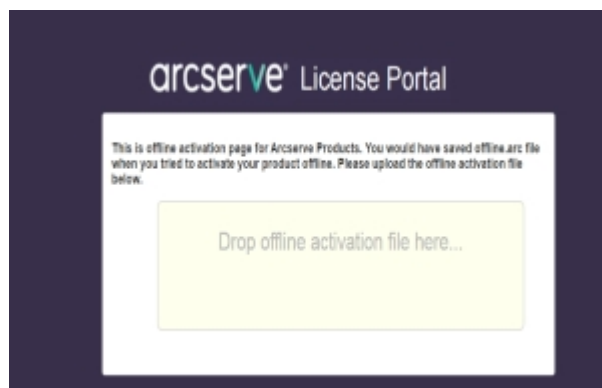 arcserve® License Portal
This is offline activation page for Arcserve Products. You would have saved offline.arc file
when you tried to activate your product offline. Please upload the offline activation file
below.
Drop offline activation file here...